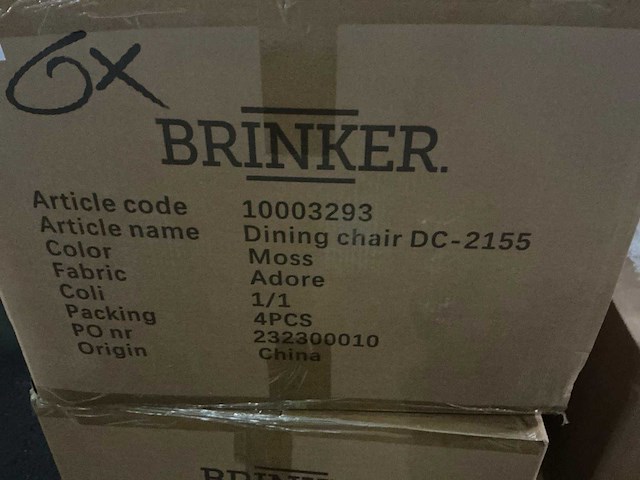 6x
BRINKER.
Article code 10003293
Article name Dining chair DC-2155
Color Moss
Fabric Adore
Coli 1/1
Packing 4PCS
PO nr 232300010
Origin China
BRINKER